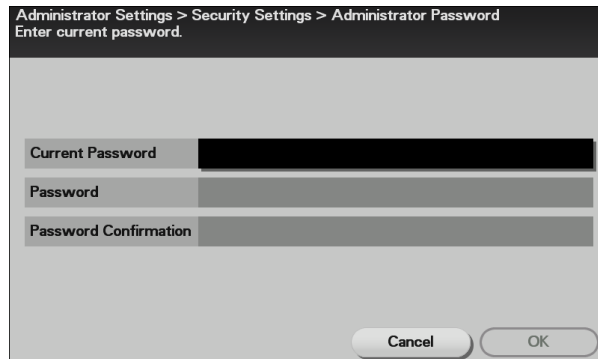 Administrator Settings > Security Settings > Administrator Password
Enter current password.
Current Password
Password
Password Confirmation
Cancel
OK